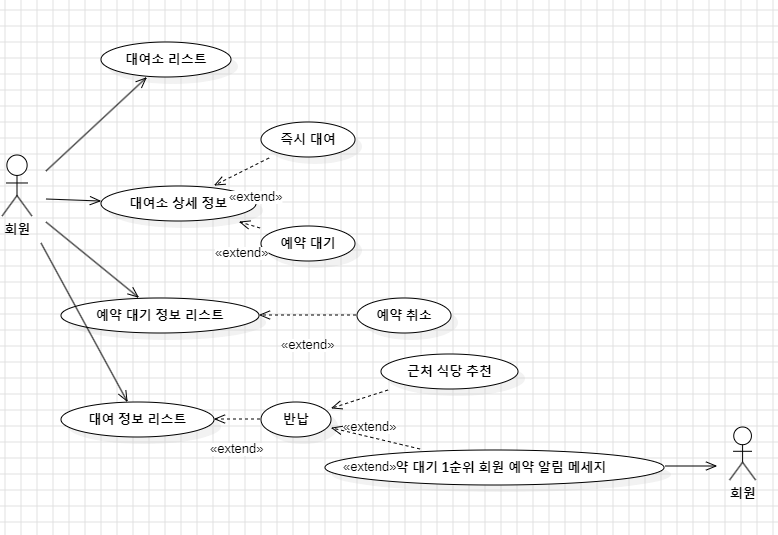 대여소 리스트
즉시 대여
회원
대여소 상세 정보
«extend»
예약 대기
«extend»
예약 대기 정보 리스트
예약 취소
«extend»
근처 식당 추천
대여 정보 리스트
반납
«extend»
«extend»
«extend»약 대기 1순위 회원 예약 알림 메세지
회원